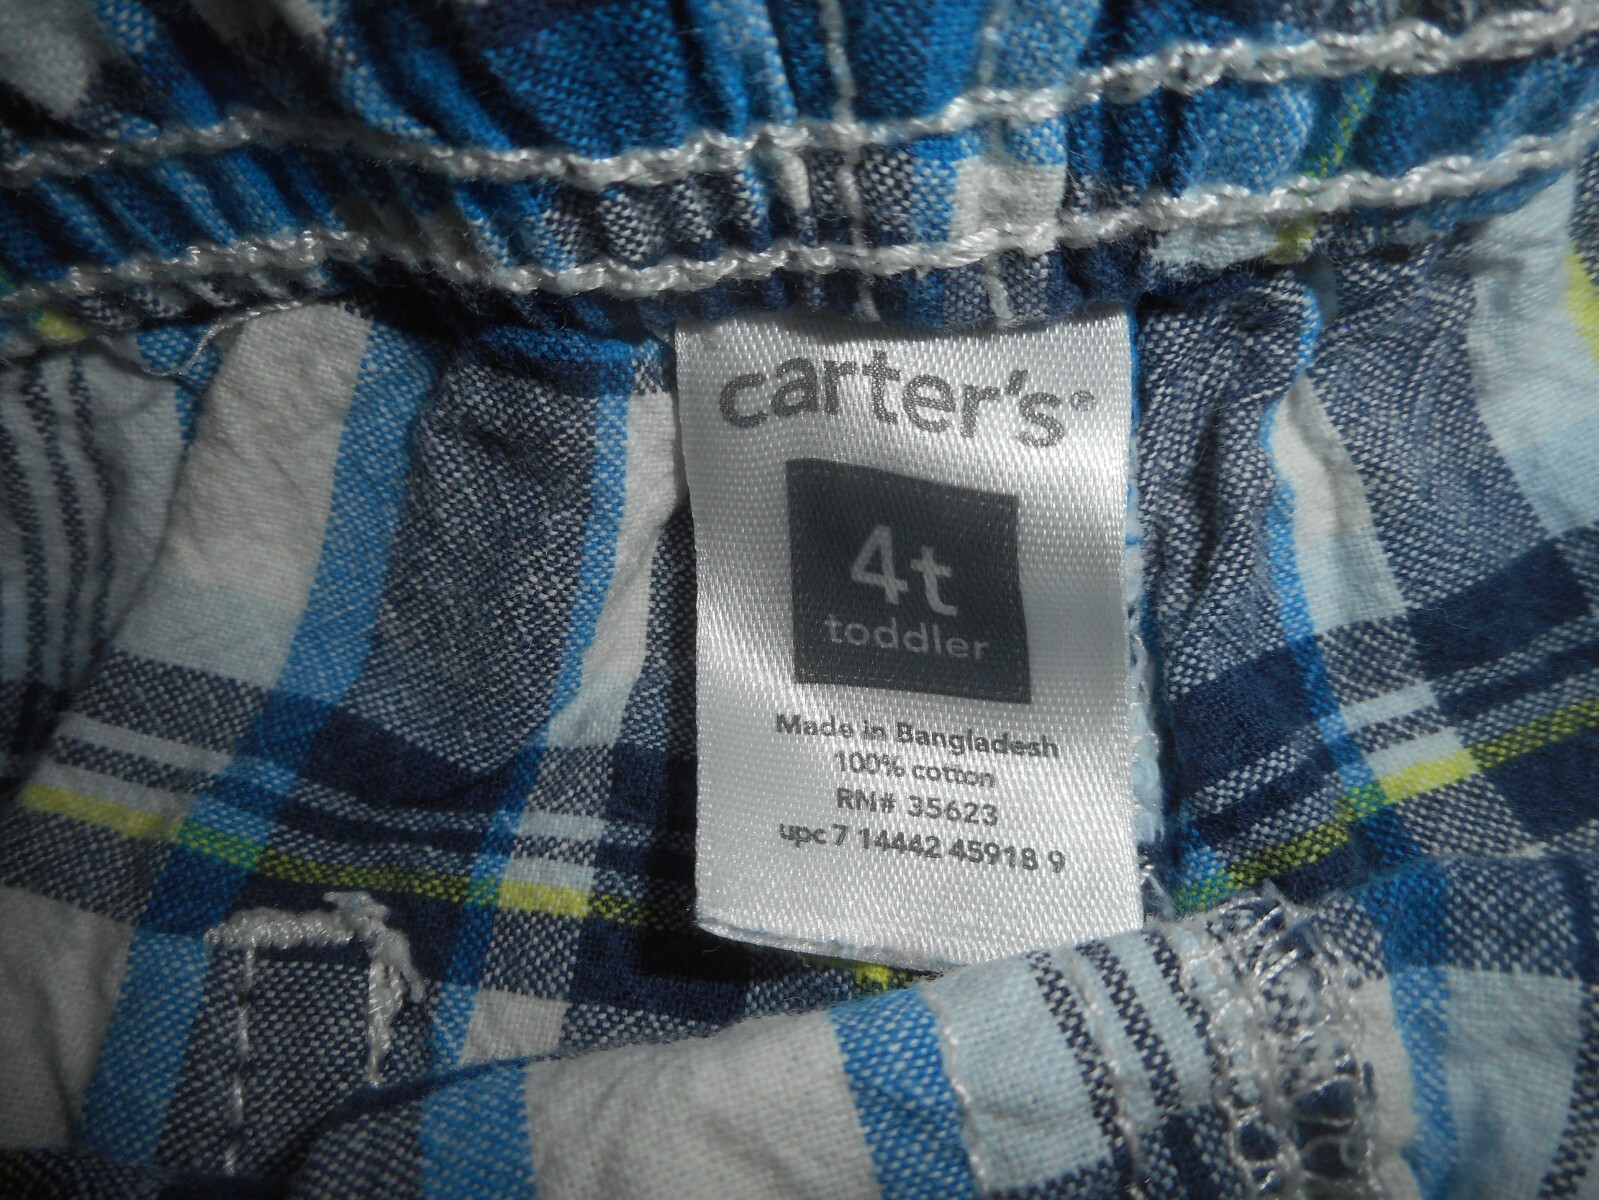 carter's®
4t
toddler
Made in Bangladesh
100% cotton
RN# 35623
upc 7 14442 45918 9